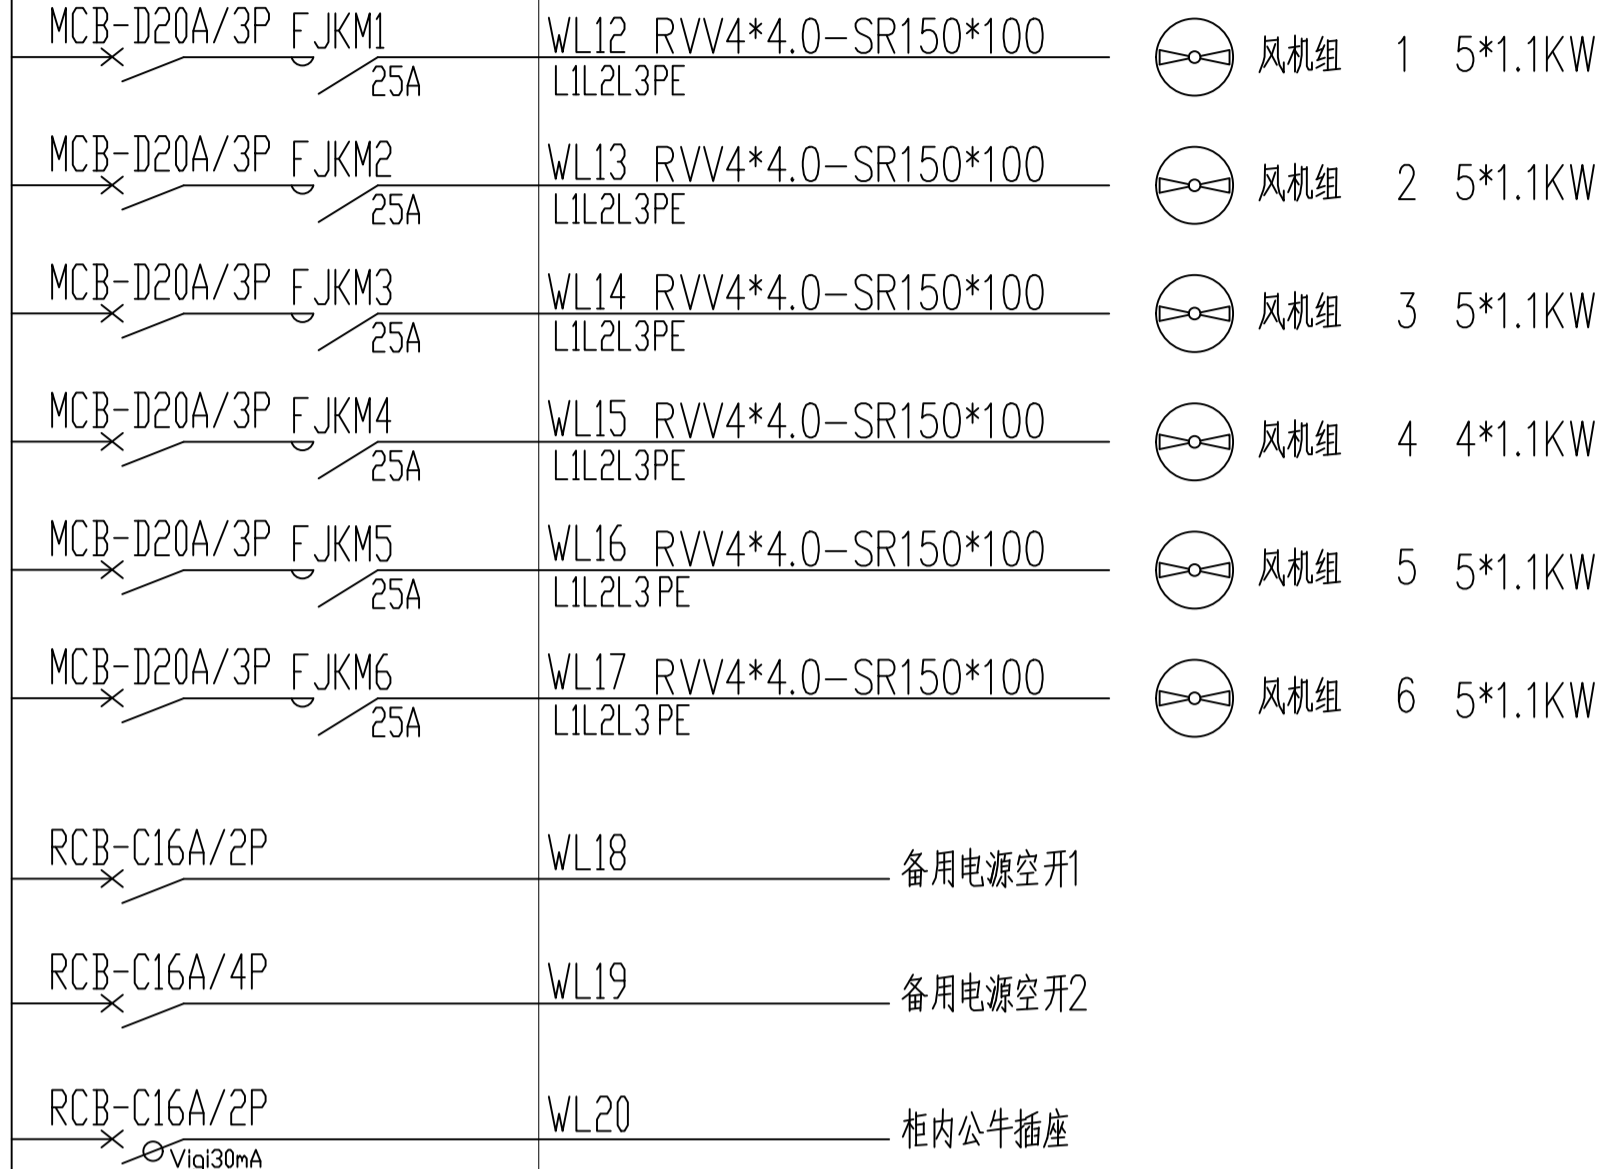 MCB-D20A/3P FJKM1 WL12 RVV4*4.0-SR150*100 风机组 1 5*1.1KW
25A L1L2L3PE
MCB-D20A/3P FJKM2 WL13 RVV4*4.0-SR150*100 风机组 2 5*1.1KW
25A L1L2L3PE
MCB-D20A/3P FJKM3 WL14 RVV4*4.0-SR150*100 风机组 3 5*1.1KW
25A L1L2L3PE
MCB-D20A/3P FJKM4 WL15 RVV4*4.0-SR150*100 风机组 4 4*1.1KW
25A L1L2L3PE
MCB-D20A/3P FJKM5 WL16 RVV4*4.0-SR150*100 风机组 5 5*1.1KW
25A L1L2L3PE
MCB-D20A/3P FJKM6 WL17 RVV4*4.0-SR150*100 风机组 6 5*1.1KW
25A L1L2L3PE
RCB-C16A/2P WL18 备用电源空开1
RCB-C16A/4P WL19 备用电源空开2
RCB-C16A/2P WL20 柜内公牛插座
Vigi30mA